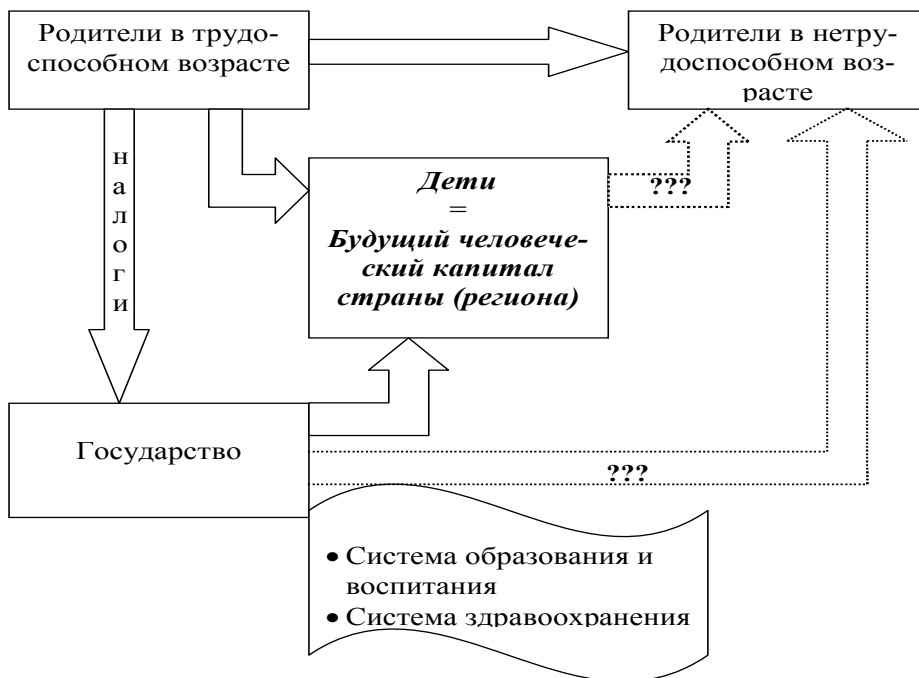 Родители в трудо-
способном возрасте
Родители в нетру-
доспособном воз-
расте
налоги
Дети
=
Будущий человече-
ский капитал
страны (региона)
???
Государство
???
• Система образования и
воспитания
• Система здравоохранения